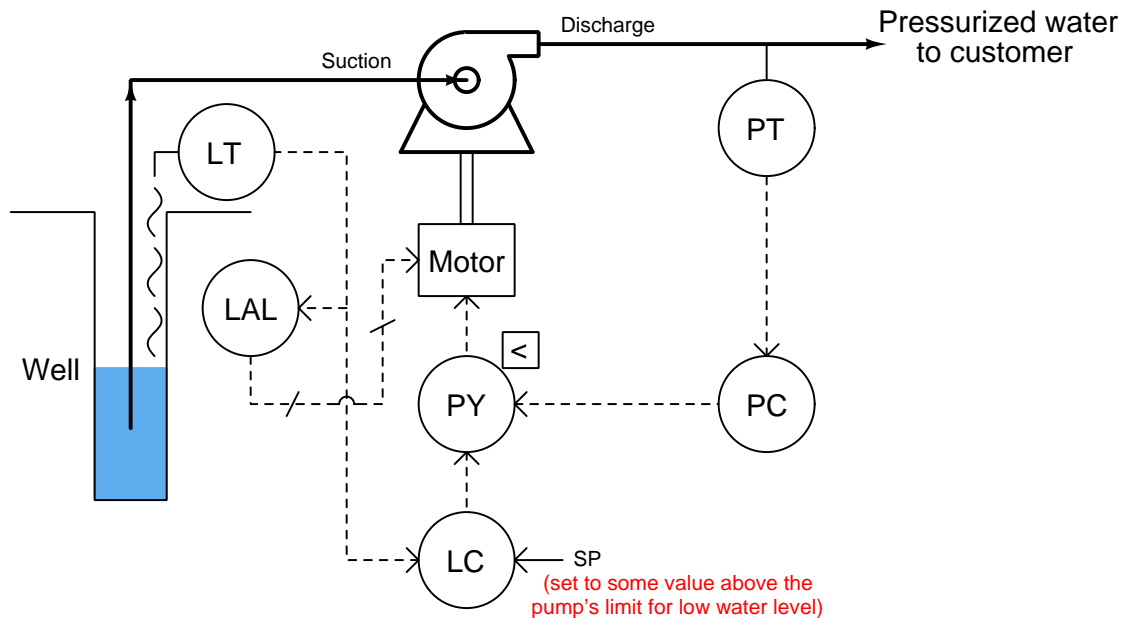 Pressurized water
to customer
Discharge
Suction
PT
LT
Motor
LAL
<
Well
PY
PC
LC
SP
(set to some value above the
pump's limit for low water level)